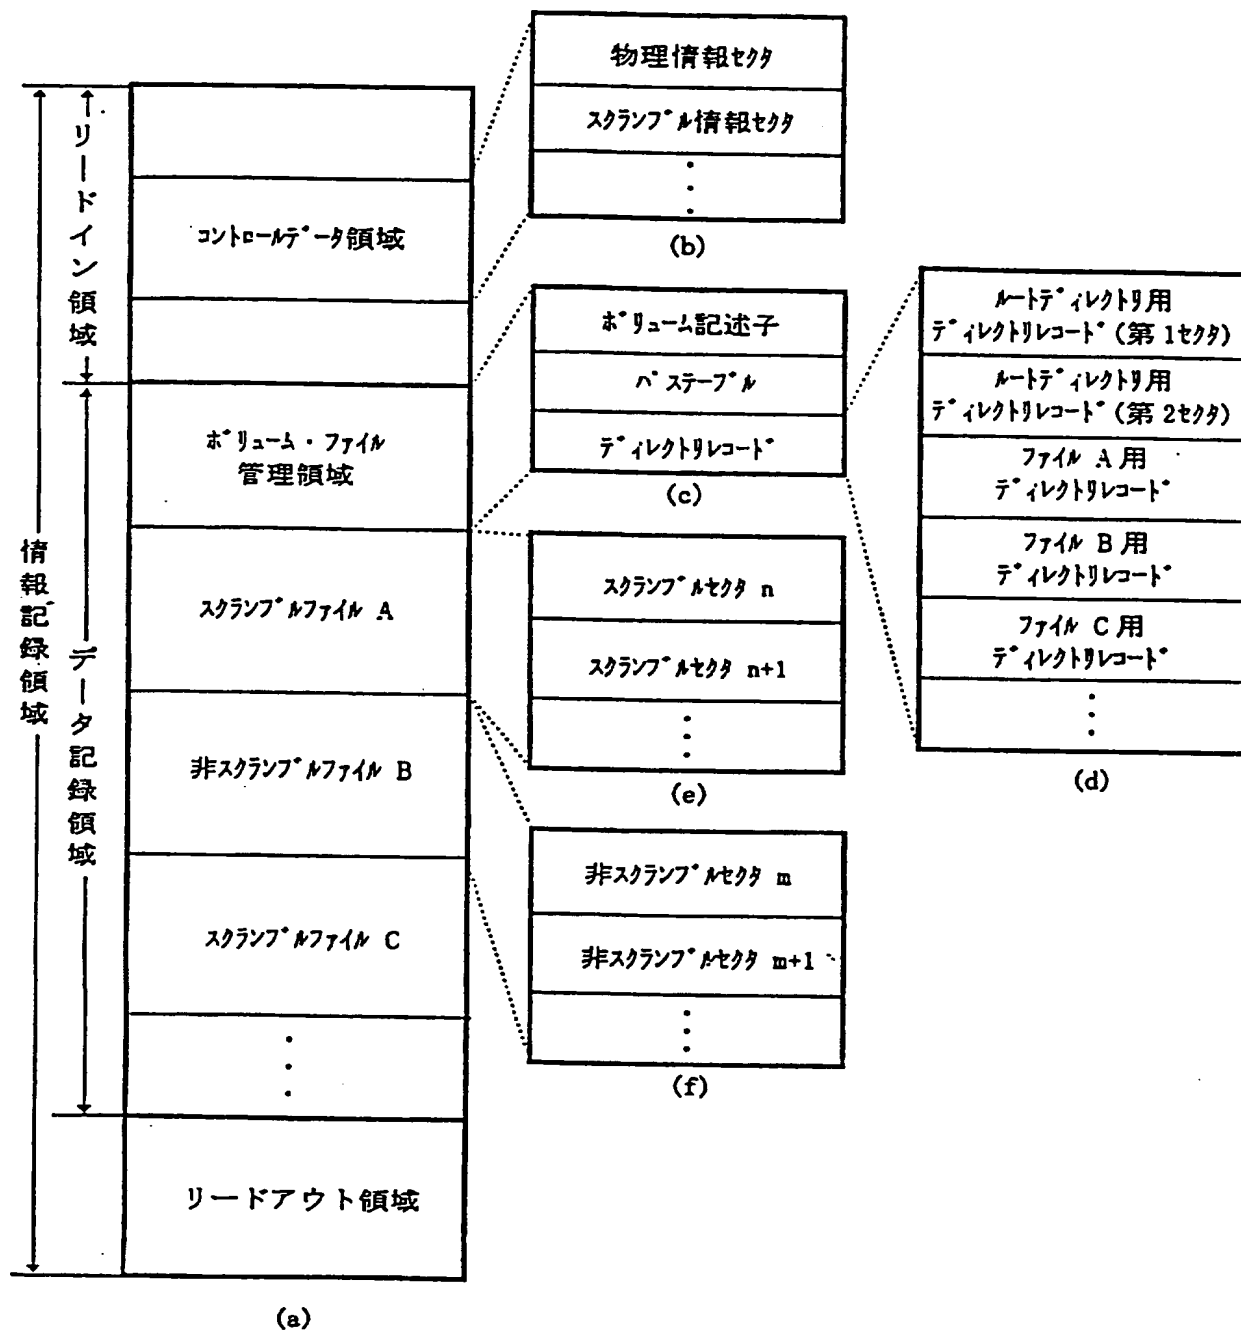 情報記録領域
リードイン領域
データ記録領域
コントロールデータ領域
ボリューム・ファイル
管理領域
スクランブルファイル A
非スクランブルファイル B
スクランブルファイル C
リードアウト領域
(a)
物理情報セクタ
スクランブル情報セクタ
(b)
ボリューム記述子
パステーブル
ディレクトリレコード
(c)
ルートディレクトリ用
ディレクトリレコード(第1セクタ)
ルートディレクトリ用
ディレクトリレコード(第2セクタ)
ファイル A 用
ディレクトリレコード
ファイル B 用
ディレクトリレコード
ファイル C 用
ディレクトリレコード
(d)
スクランブルセクタ n
スクランブルセクタ n+1
(e)
非スクランブルセクタ m
非スクランブルセクタ m+1
(f)